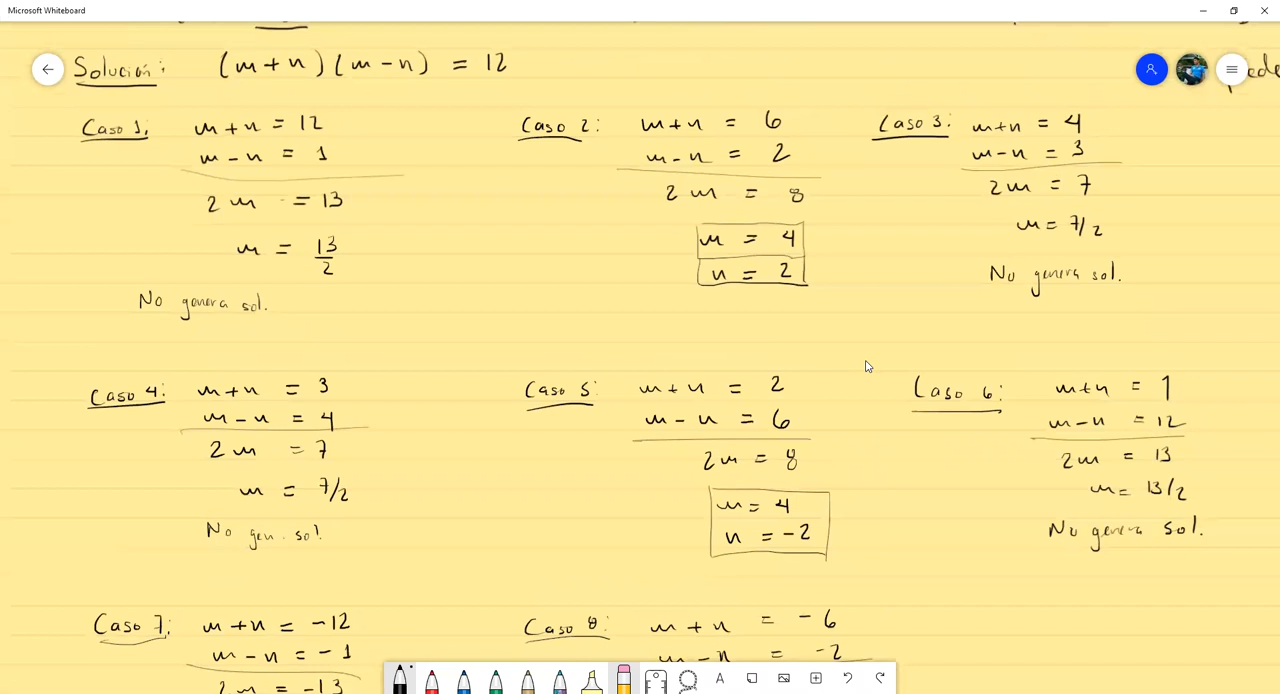 Microsoft Whiteboard
Solución: (m+n)(m-n) = 12
Caso 1:
m+n = 12
m-n = 1
2m = 13
m = 13/2
No genera sol.
Caso 2:
m+n = 6
m-n = 2
2m = 8
m = 4
n = 2
Caso 3:
m+n = 4
m-n = 3
2m = 7
m = 7/2
No genera sol.
Caso 4:
m+n = 3
m-n = 4
2m = 7
m = 7/2
No gen. sol.
Caso 5:
m+n = 2
m-n = 6
2m = 8
m = 4
n = -2
Caso 6:
m+n = 1
m-n = 12
2m = 13
m = 13/2
No genera sol.
Caso 7:
m+n = -12
m-n = -1
2m = -13
Caso 8:
m+n = -6
m-n = -2